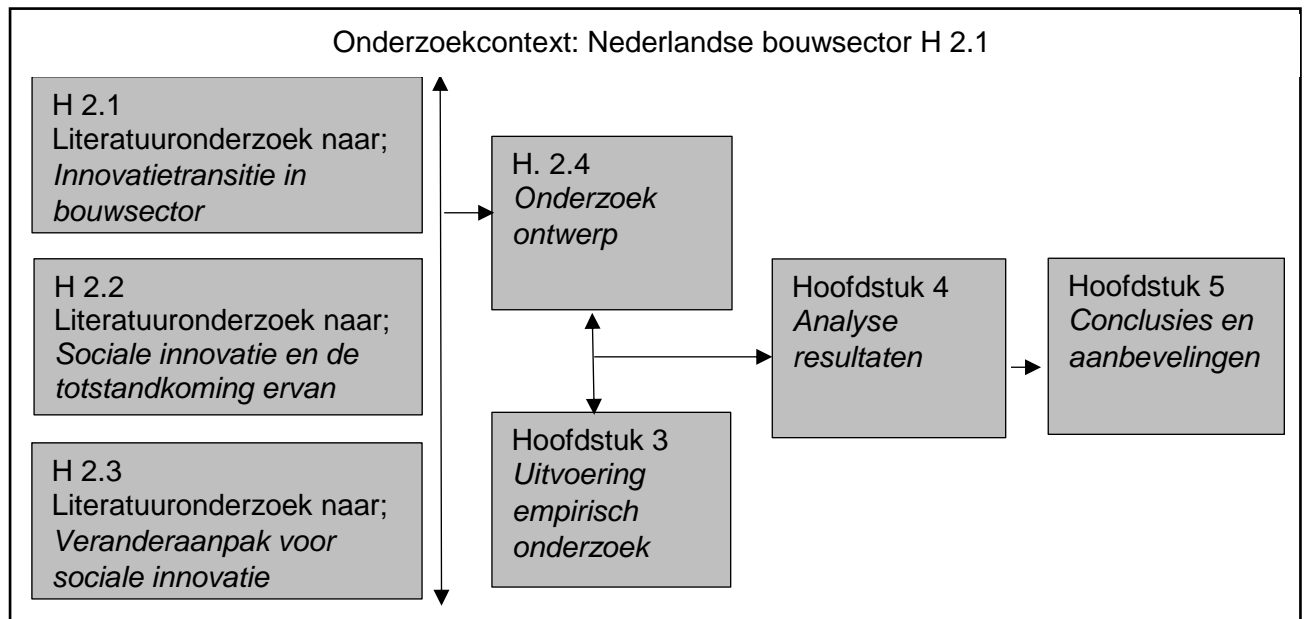 Onderzoekcontext: Nederlandse bouwsector H 2.1
H 2.1
Literatuuronderzoek naar;
Innovatietransitie in
bouwsector
H 2.2
Literatuuronderzoek naar;
Sociale innovatie en de
totstandkoming ervan
H 2.3
Literatuuronderzoek naar;
Veranderaanpak voor
sociale innovatie
H. 2.4
Onderzoek
ontwerp
Hoofdstuk 3
Uitvoering
empirisch
onderzoek
Hoofdstuk 4
Analyse
resultaten
Hoofdstuk 5
Conclusies en
aanbevelingen